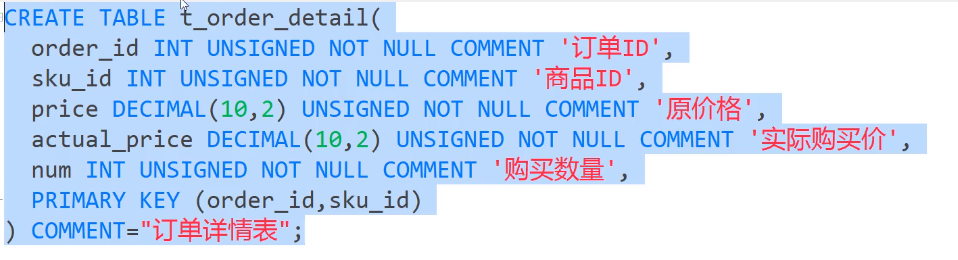 CREATE TABLE t_order_detail(
order_id INT UNSIGNED NOT NULL COMMENT '订单ID',
sku_id INT UNSIGNED NOT NULL COMMENT '商品ID',
price DECIMAL(10,2) UNSIGNED NOT NULL COMMENT '原价格',
actual_price DECIMAL(10,2) UNSIGNED NOT NULL COMMENT '实际购买价',
num INT UNSIGNED NOT NULL COMMENT '购买数量',
PRIMARY KEY (order_id,sku_id)
) COMMENT="订单详情表";